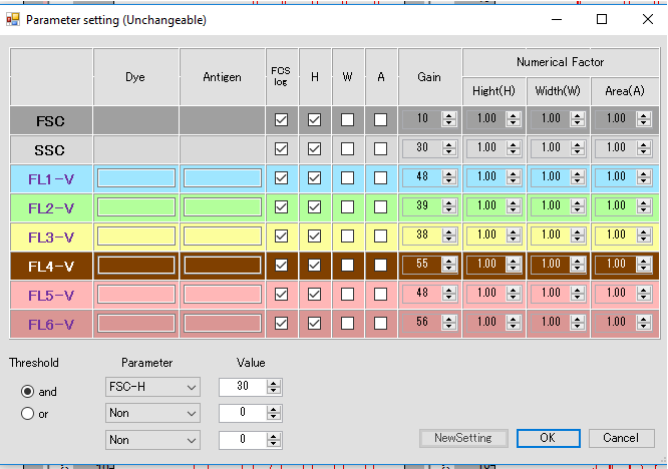 Parameter setting (Unchangeable)
Numerical Factor
Dye Antigen FCS log H W A Gain Hight(H) Width(W) Area(A)
FSC 10 1.00 1.00 1.00
SSC 30 1.00 1.00 1.00
FL1-V 48 1.00 1.00 1.00
FL2-V 39 1.00 1.00 1.00
FL3-V 38 1.00 1.00 1.00
FL4-V 55 1.00 1.00 1.00
FL5-V 48 1.00 1.00 1.00
FL6-V 56 1.00 1.00 1.00
Threshold Parameter Value
and FSC-H 30
or Non 0
Non 0
NewSetting OK Cancel